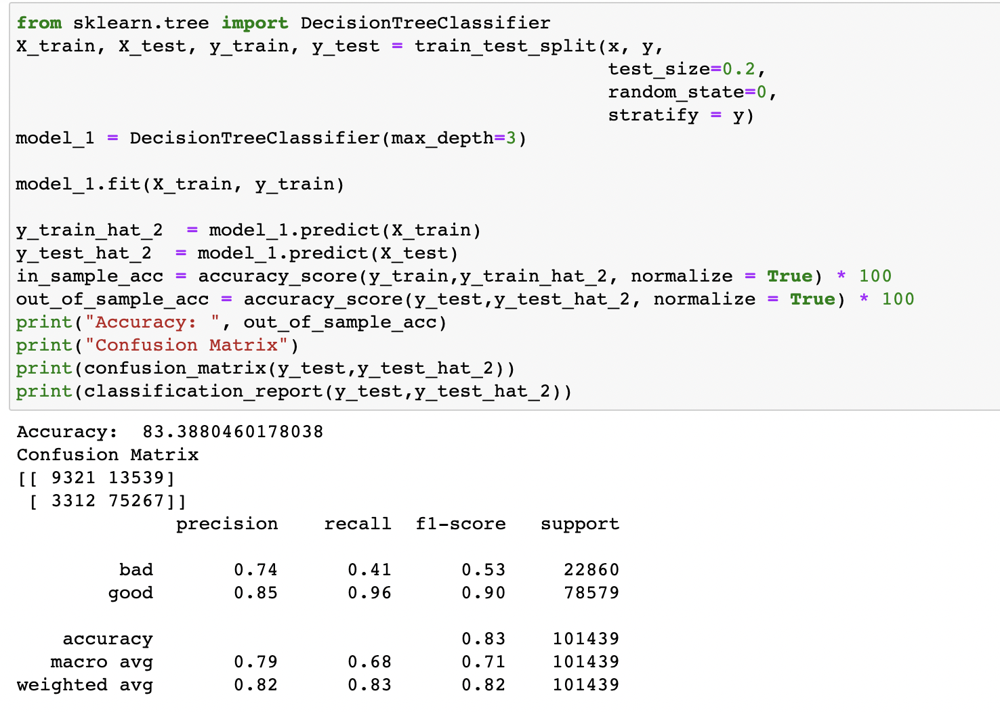 from sklearn.tree import DecisionTreeClassifier
X_train, X_test, y_train, y_test = train_test_split(x, y,
                                                    test_size=0.2,
                                                    random_state=0,
                                                    stratify = y)
model_1 = DecisionTreeClassifier(max_depth=3)

model_1.fit(X_train, y_train)

y_train_hat_2  = model_1.predict(X_train)
y_test_hat_2  = model_1.predict(X_test)
in_sample_acc = accuracy_score(y_train,y_train_hat_2, normalize = True) * 100
out_of_sample_acc = accuracy_score(y_test,y_test_hat_2, normalize = True) * 100
print("Accuracy: ", out_of_sample_acc)
print("Confusion Matrix")
print(confusion_matrix(y_test,y_test_hat_2))
print(classification_report(y_test,y_test_hat_2))
Accuracy:  83.3880460178038
Confusion Matrix
[[ 9321 13539]
 [ 3312 75267]]
              precision    recall  f1-score   support

         bad       0.74      0.41      0.53     22860
        good       0.85      0.96      0.90     78579

    accuracy                           0.83    101439
   macro avg       0.79      0.68      0.71    101439
weighted avg       0.82      0.83      0.82    101439